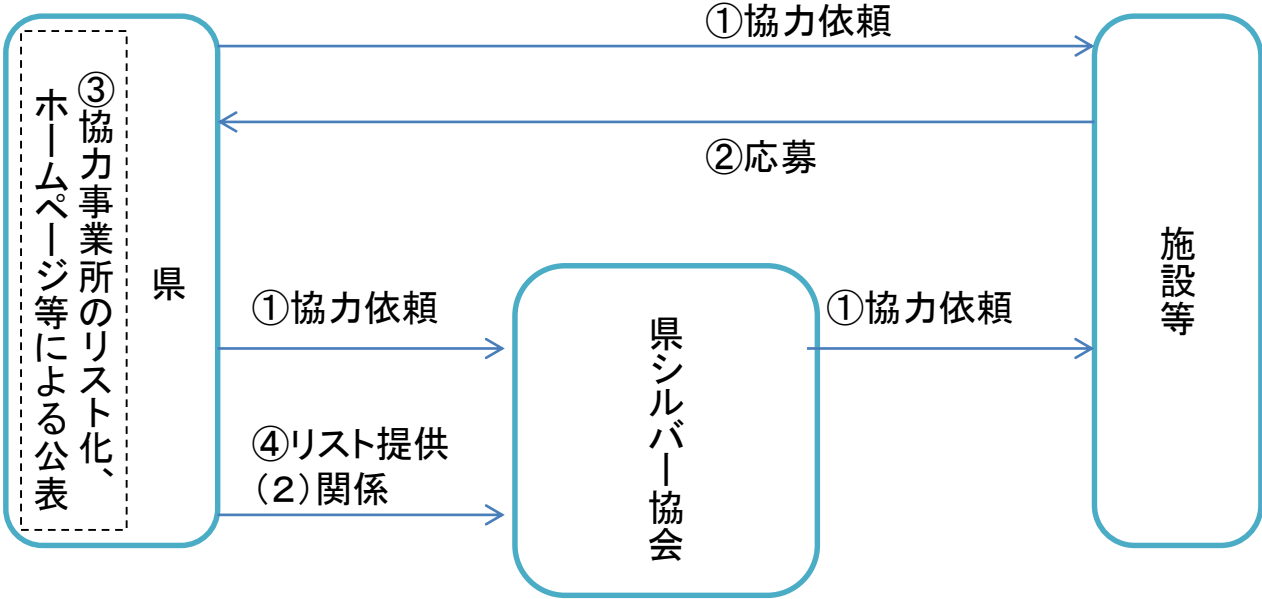 ①協力依頼
②応募
③協力事業所のリスト化、
ホームページ等による公表
県
①協力依頼
④リスト提供
（２）関係
県シルバー協会
①協力依頼
施設等